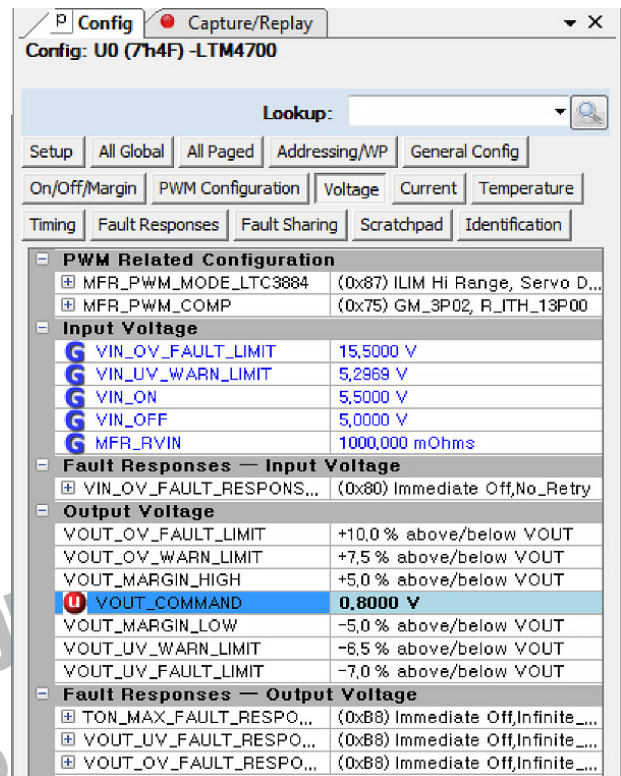 P Config Capture/Replay
Config: U0 (7'h4F) -LTM4700
Lookup:
Setup All Global All Paged Addressing/WP General Config
On/Off/Margin PWM Configuration Voltage Current Temperature
Timing Fault Responses Fault Sharing Scratchpad Identification
PWM Related Configuration
MFR_PWM_MODE_LTC3884 (0x87) ILIM Hi Range, Servo D...
MFR_PWM_COMP (0x75) GM_3P02, R_ITH_13P00
Input Voltage
G VIN_OV_FAULT_LIMIT 15,5000 V
G VIN_UV_WARN_LIMIT 5,2969 V
G VIN_ON 5,5000 V
G VIN_OFF 5,0000 V
G MFR_RVIN 1000,000 mOhms
Fault Responses — Input Voltage
VIN_OV_FAULT_RESPONS... (0x80) Immediate Off,No_Retry
Output Voltage
VOUT_OV_FAULT_LIMIT +10,0 % above/below VOUT
VOUT_OV_WARN_LIMIT +7,5 % above/below VOUT
VOUT_MARGIN_HIGH +5,0 % above/below VOUT
U VOUT_COMMAND 0,8000 V
VOUT_MARGIN_LOW -5,0 % above/below VOUT
VOUT_UV_WARN_LIMIT -6,5 % above/below VOUT
VOUT_UV_FAULT_LIMIT -7,0 % above/below VOUT
Fault Responses — Output Voltage
TON_MAX_FAULT_RESPO... (0xB8) Immediate Off,Infinite_...
VOUT_UV_FAULT_RESPO... (0xB8) Immediate Off,Infinite_...
VOUT_OV_FAULT_RESPO... (0xB8) Immediate Off,Infinite_...